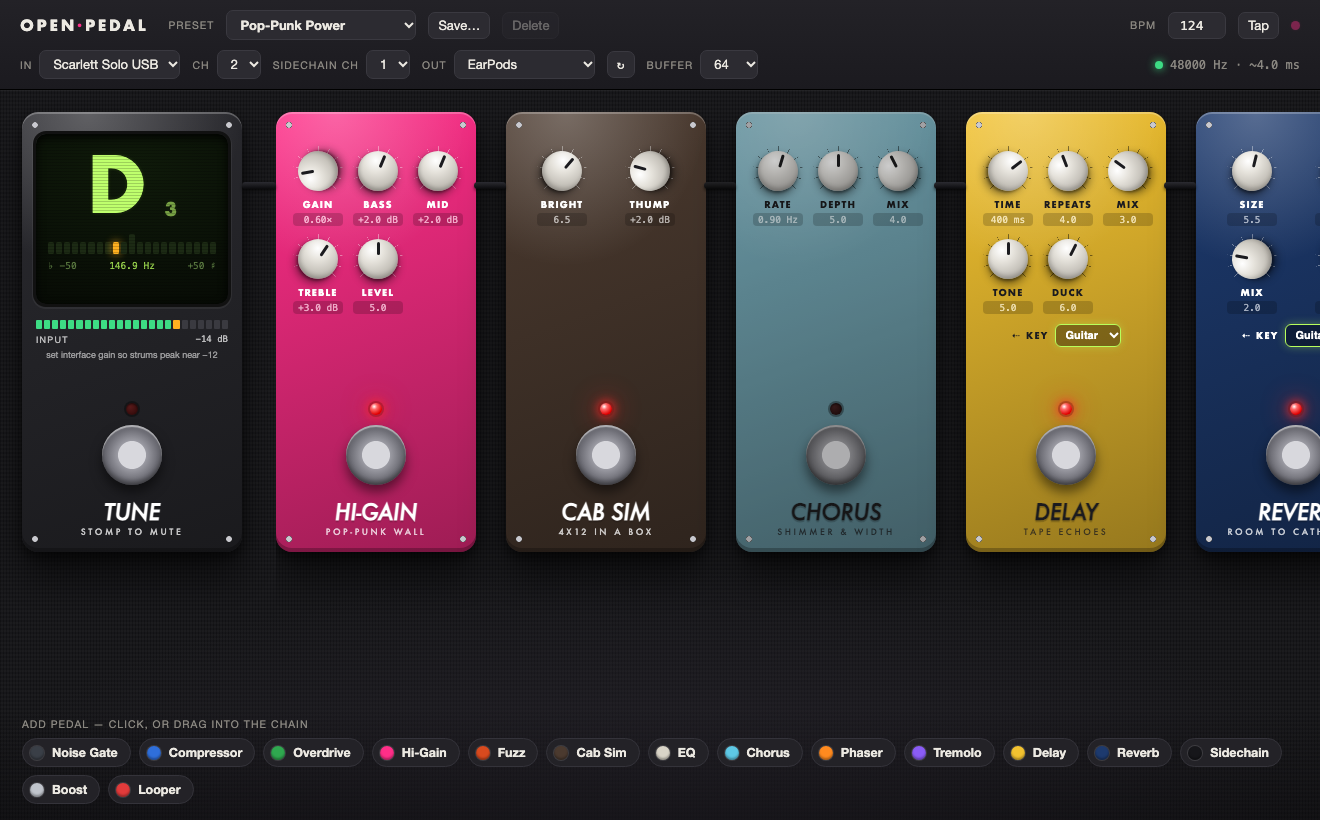 OPEN·PEDAL PRESET Pop-Punk Power Save... Delete BPM 124 Tap
IN Scarlett Solo USB CH 2 SIDECHAIN CH 1 OUT EarPods ↻ BUFFER 64 48000 Hz · ~4.0 ms
D 3
♭ −50 146.9 Hz +50 ♯
INPUT −14 dB
set interface gain so strums peak near −12
TUNE
STOMP TO MUTE
GAIN BASS MID
0.60× +2.0 dB +2.0 dB
TREBLE LEVEL
+3.0 dB 5.0
HI-GAIN
POP-PUNK WALL
BRIGHT THUMP
6.5 +2.0 dB
CAB SIM
4X12 IN A BOX
RATE DEPTH MIX
0.90 Hz 5.0 4.0
CHORUS
SHIMMER & WIDTH
TIME REPEATS MIX
400 ms 4.0 3.0
TONE DUCK
5.0 6.0
⇠ KEY Guitar
DELAY
TAPE ECHOES
SIZE
5.5
MIX
2.0
⇠ KEY
ADD PEDAL — CLICK, OR DRAG INTO THE CHAIN
Noise Gate Compressor Overdrive Hi-Gain Fuzz Cab Sim EQ Chorus Phaser Tremolo Delay Reverb Sidechain
Boost Looper